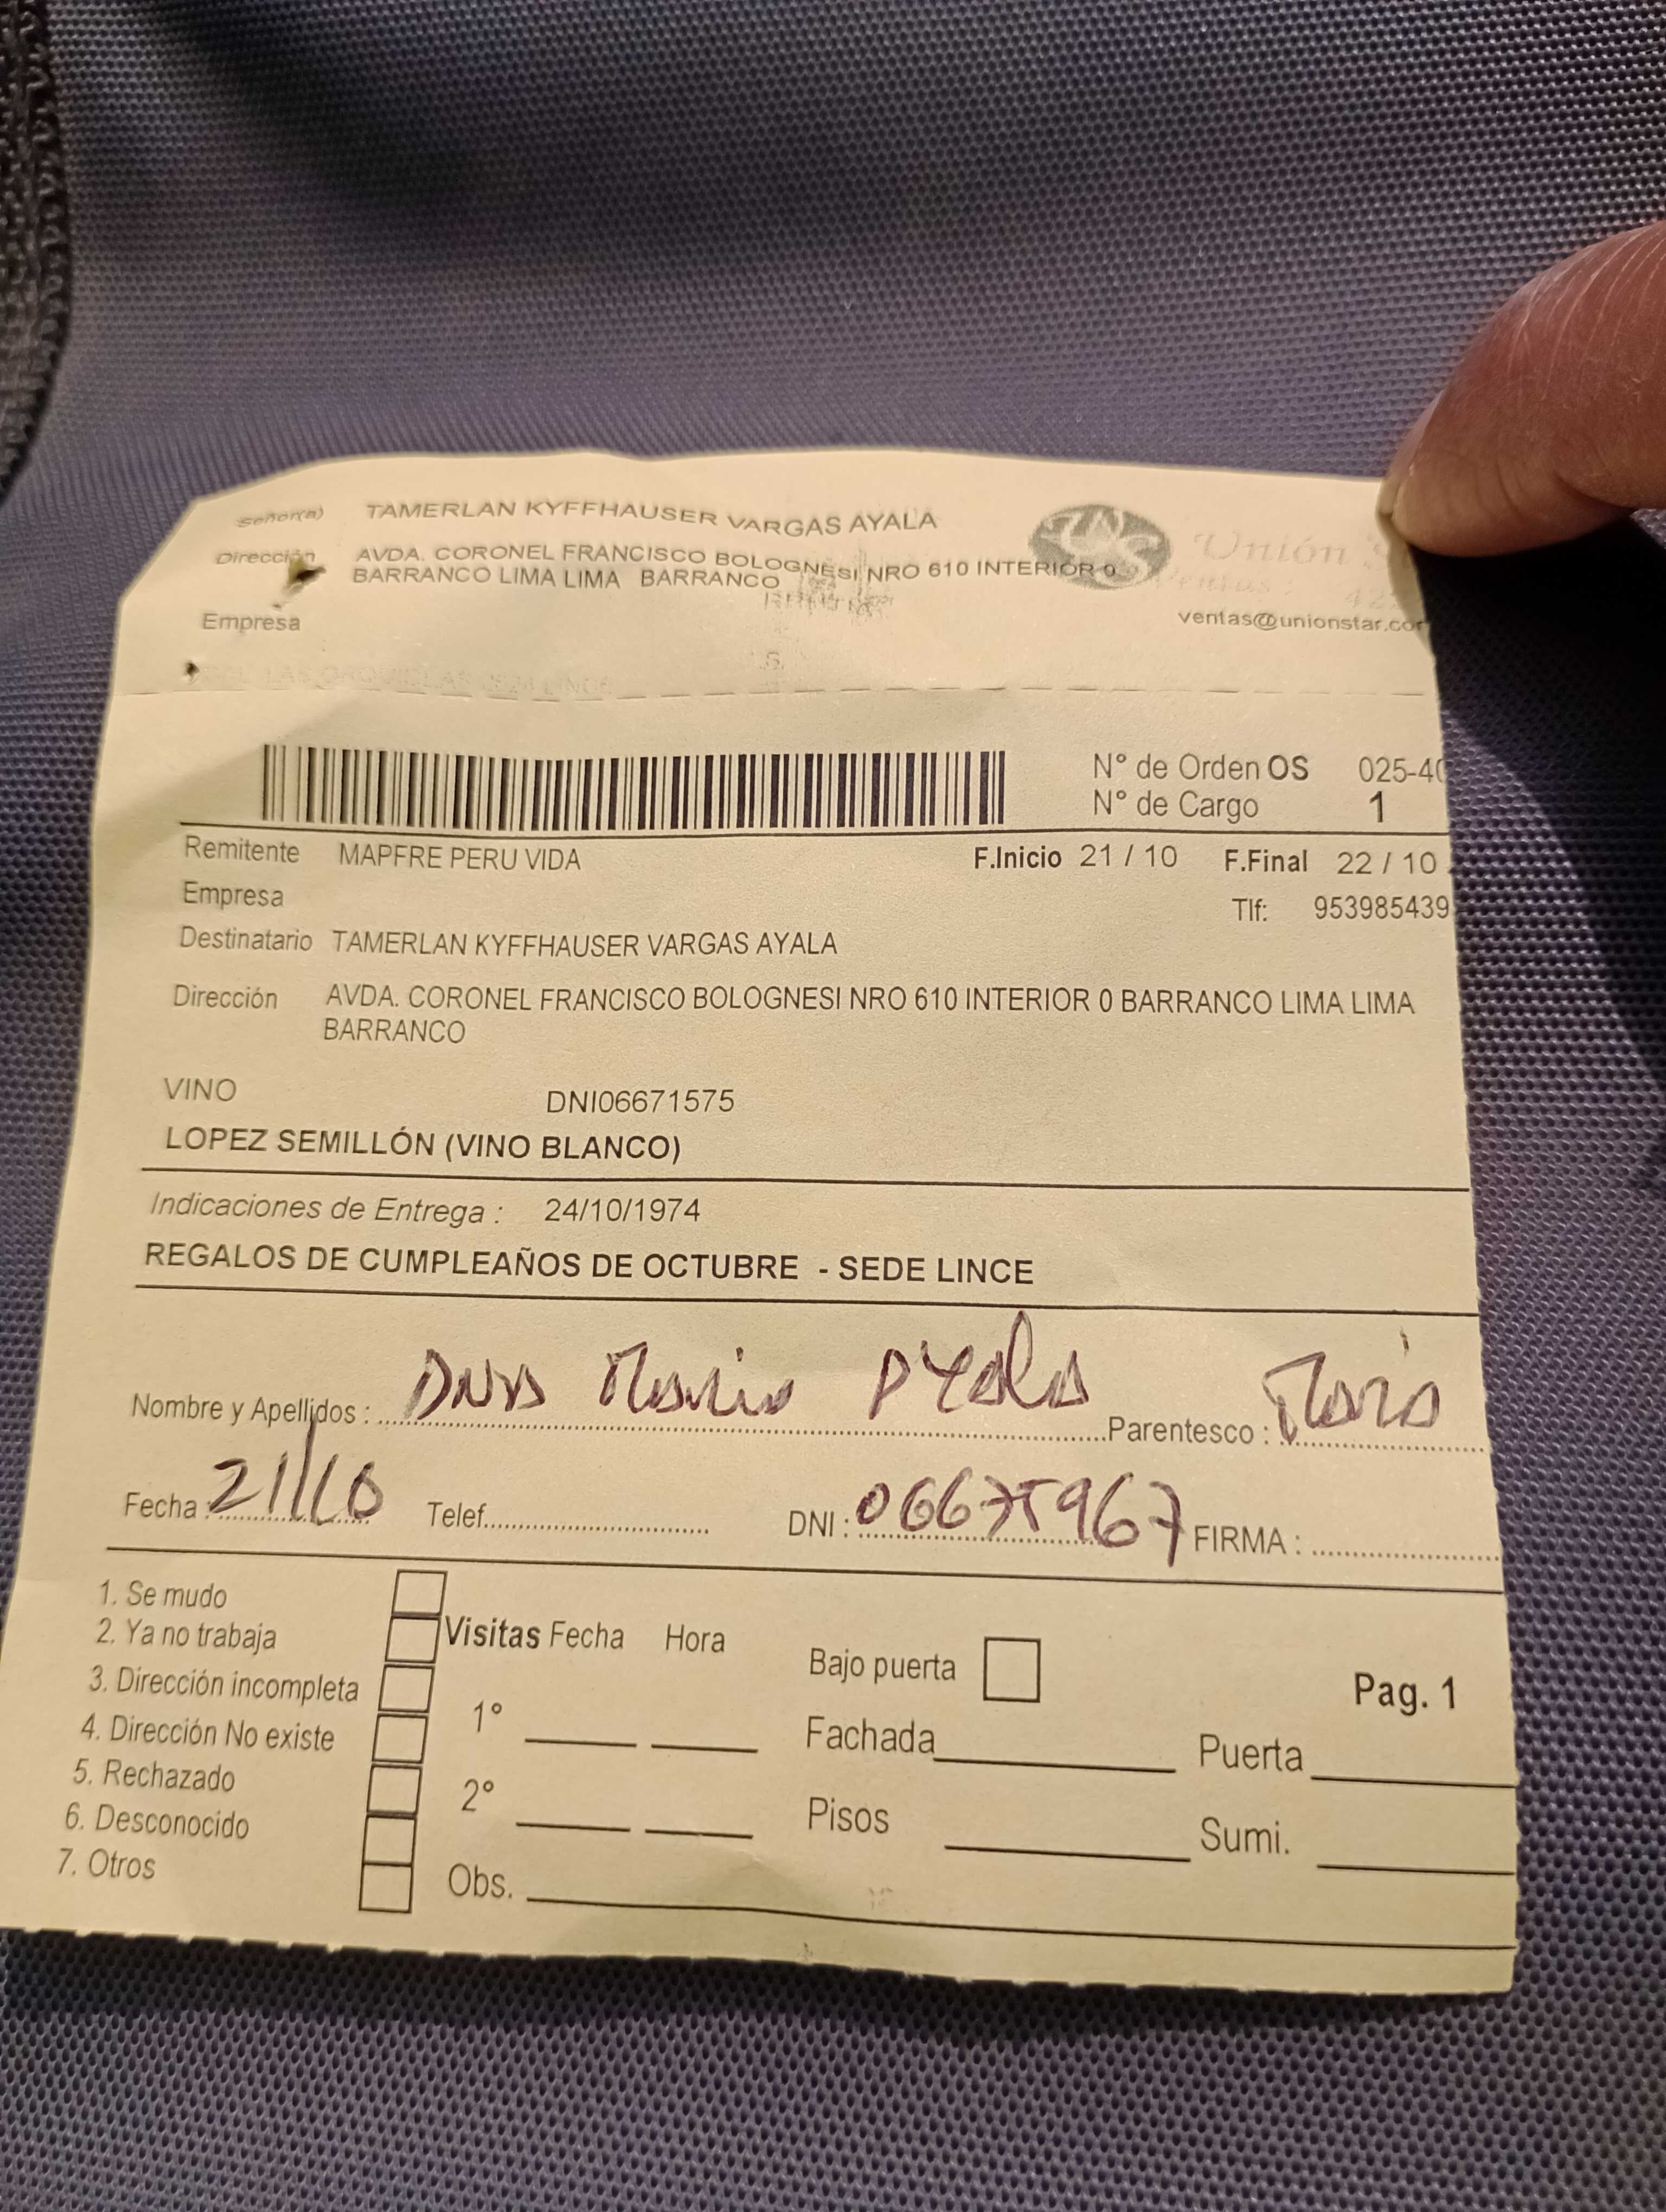 Señor(a) TAMERLAN KYFFHAUSER VARGAS AYALA
Dirección AVDA. CORONEL FRANCISCO BOLOGNESI NRO 610 INTERIOR 0
BARRANCO LIMA LIMA BARRANCO
Unión
Empresa
ventas@unionstar.co
N° de Orden OS 025-40
N° de Cargo 1
Remitente MAPFRE PERU VIDA F.Inicio 21 / 10 F.Final 22 / 10
Empresa Tlf: 953985439
Destinatario TAMERLAN KYFFHAUSER VARGAS AYALA
Dirección AVDA. CORONEL FRANCISCO BOLOGNESI NRO 610 INTERIOR 0 BARRANCO LIMA LIMA
BARRANCO
VINO DNI06671575
LOPEZ SEMILLÓN (VINO BLANCO)
Indicaciones de Entrega : 24/10/1974
REGALOS DE CUMPLEAÑOS DE OCTUBRE - SEDE LINCE
Nombre y Apellidos : Parentesco :
Fecha : 21/10 Telef. DNI : 06675967 FIRMA :
1. Se mudo
2. Ya no trabaja Visitas Fecha Hora Bajo puerta
3. Dirección incompleta 1° Pag. 1
4. Dirección No existe Fachada Puerta
5. Rechazado 2°
6. Desconocido Pisos Sumi.
7. Otros Obs.